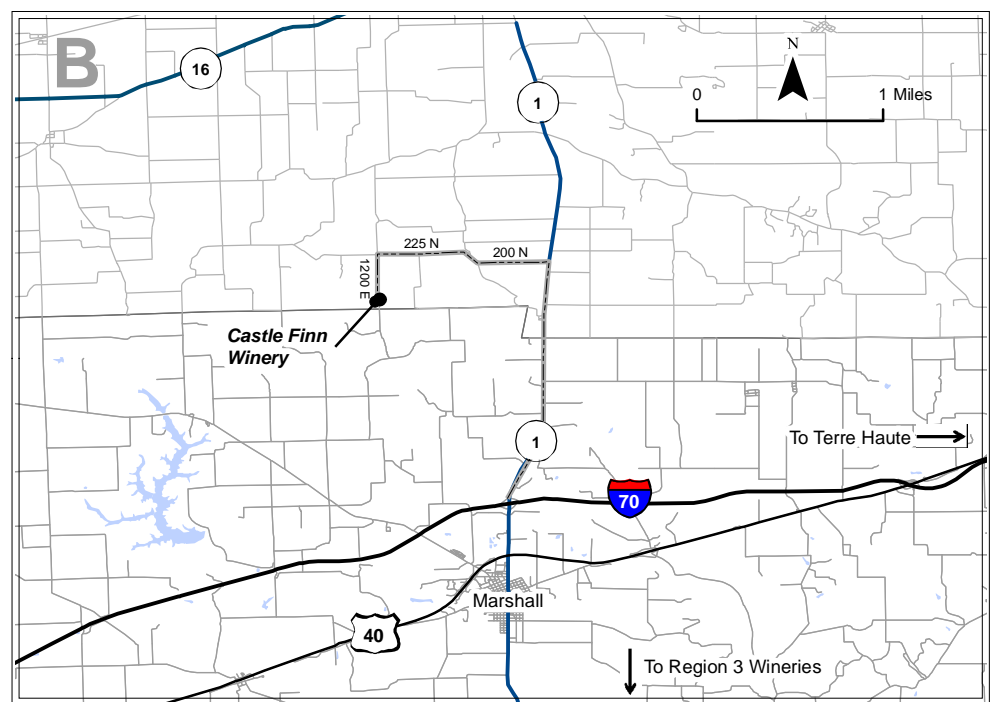 B
16
1
N
0 1 Miles
225 N
200 N
1200 E
Castle Finn
Winery
1
To Terre Haute
70
Marshall
40
To Region 3 Wineries